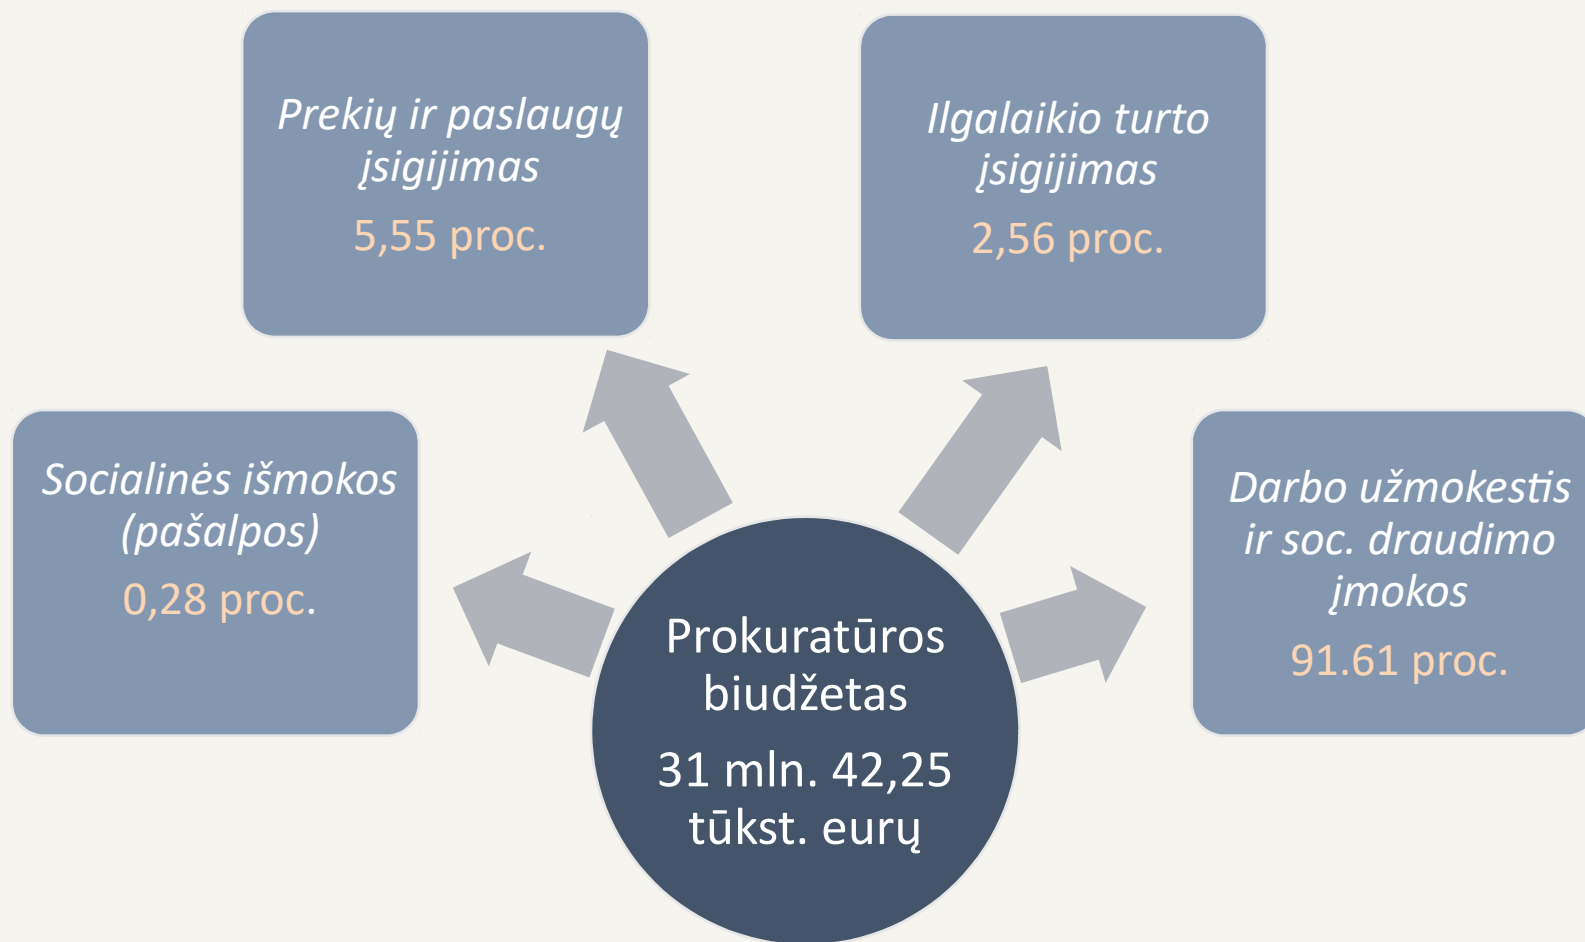 Prekių ir paslaugų
įsigijimas
5,55 proc.
Ilgalaikio turto
įsigijimas
2,56 proc.
Socialinės išmokos
(pašalpos)
0,28 proc.
Darbo užmokestis
ir soc. draudimo
įmokos
91.61 proc.
Prokuratūros
biudžetas
31 mln. 42,25
tūkst. eurų